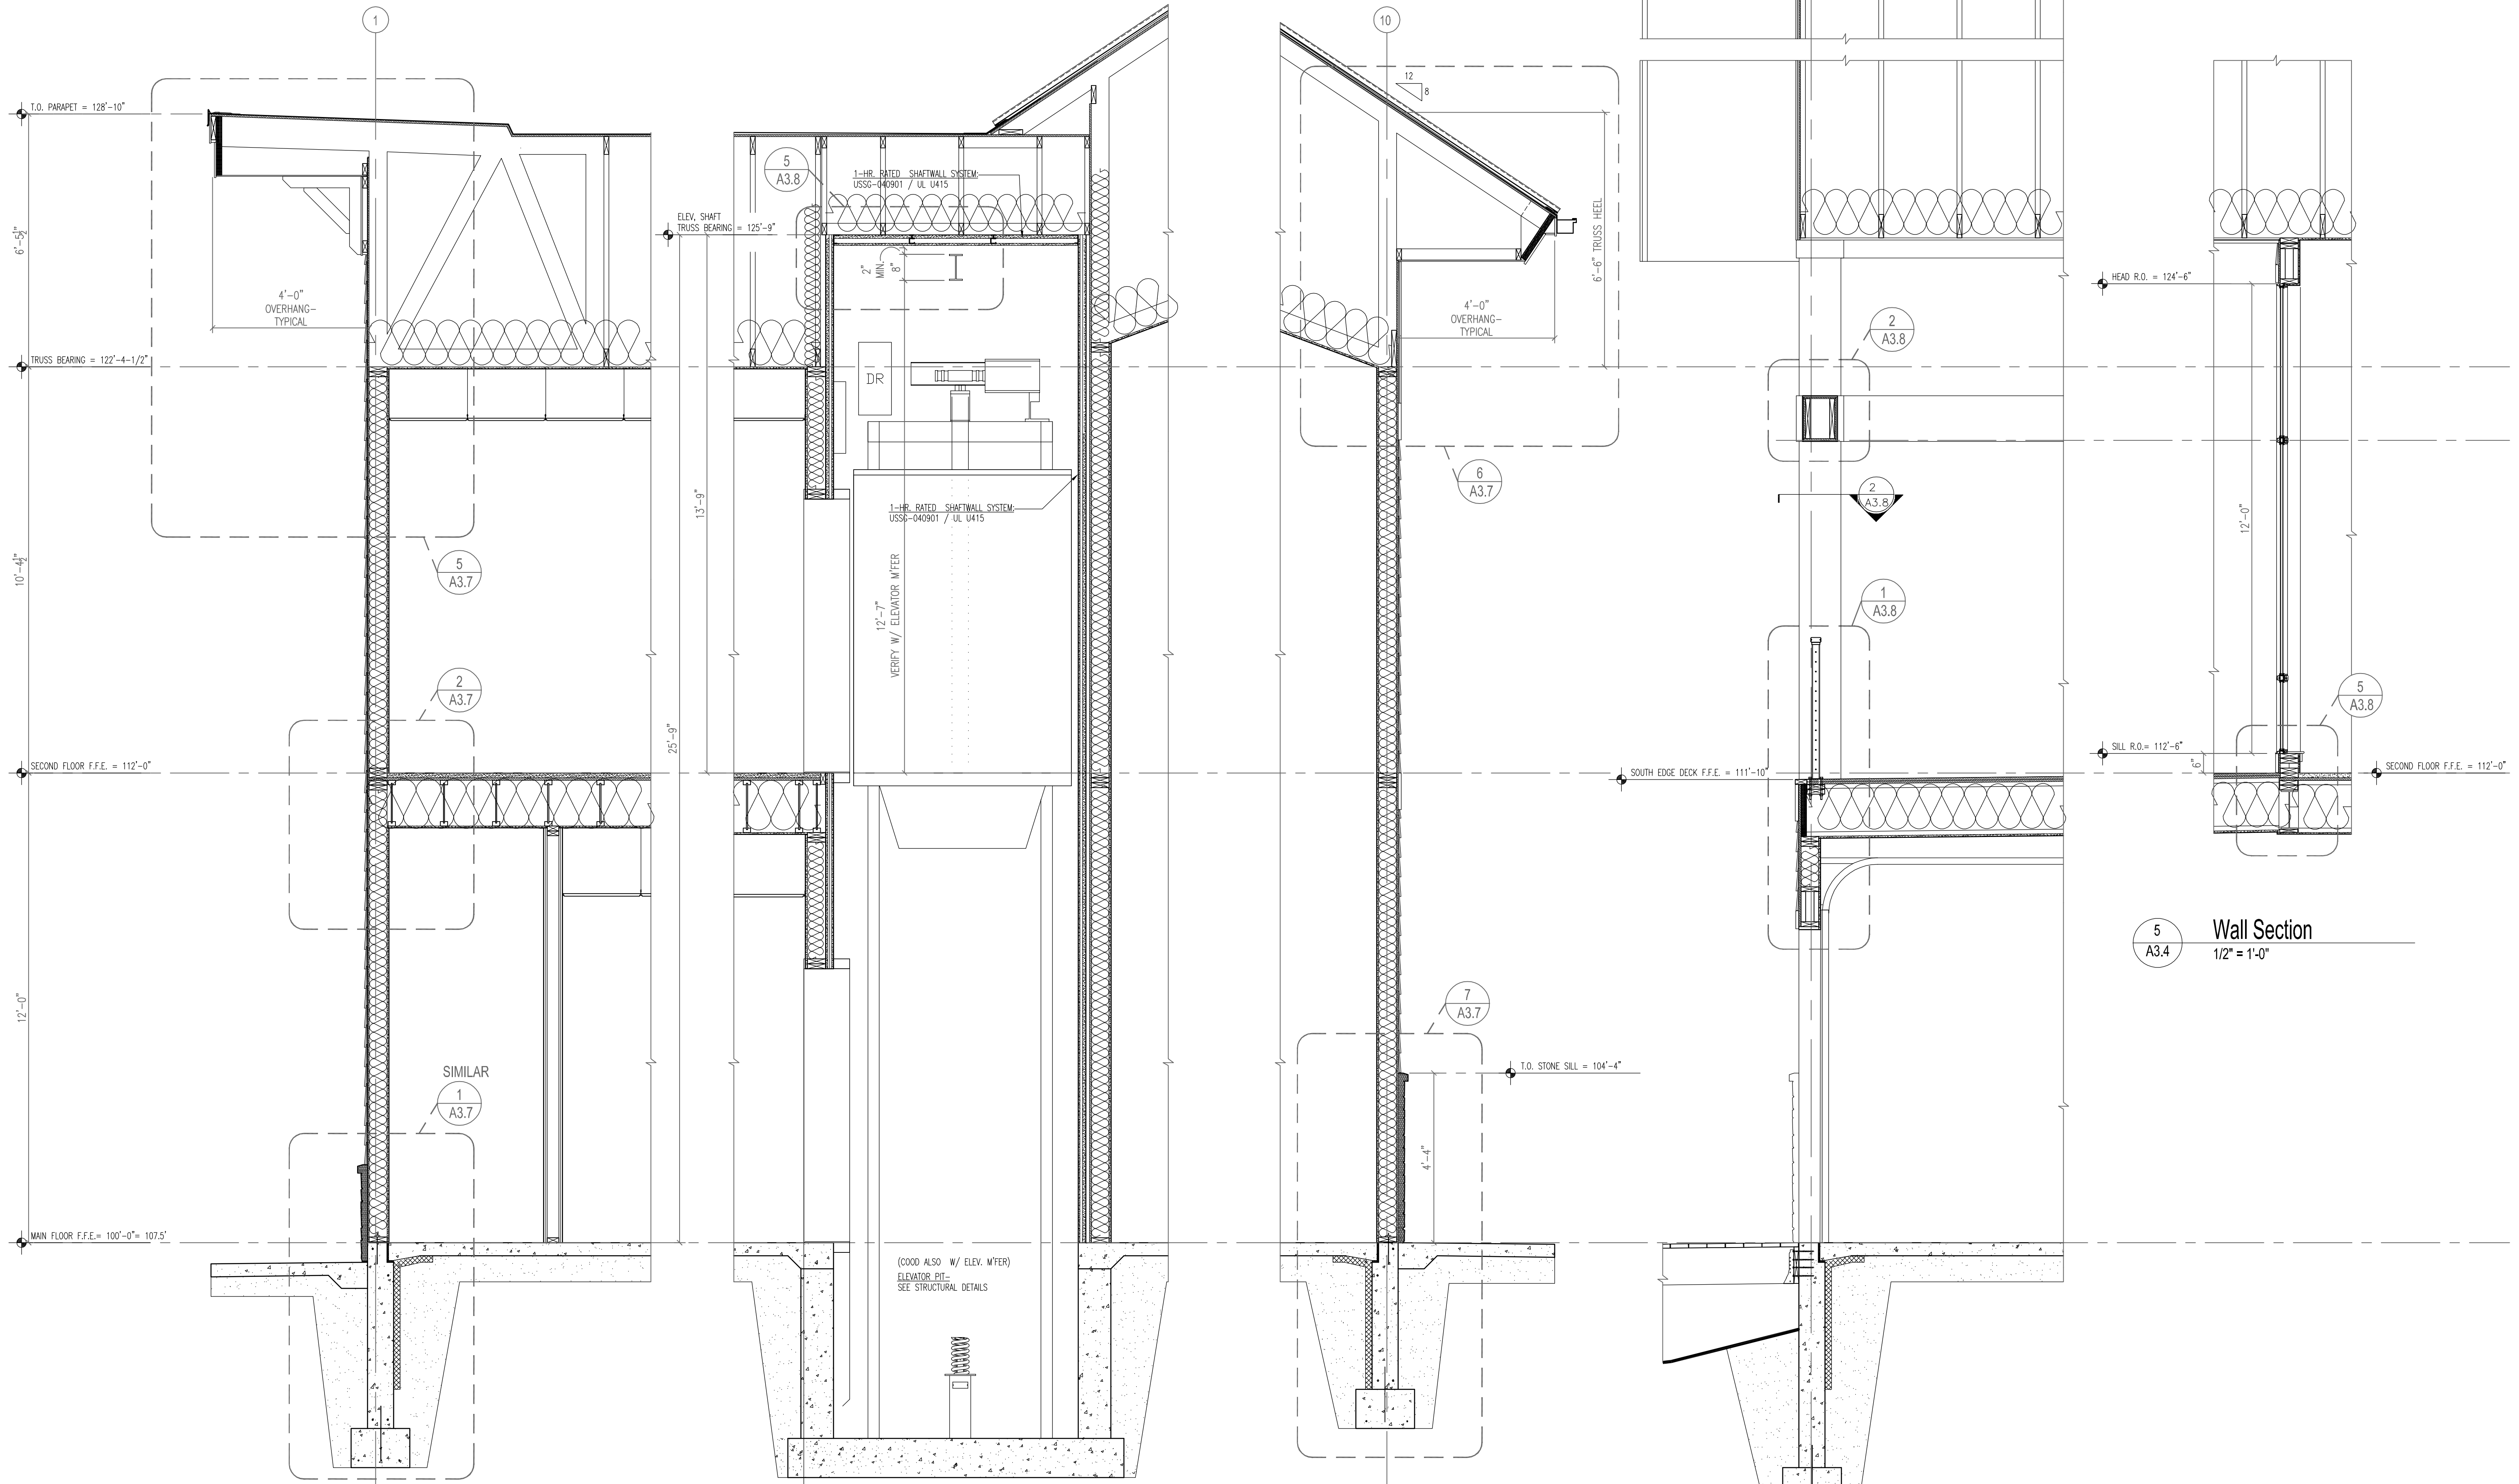 1
T.O. PARAPET = 128'-10"
6'-5½"
4'-0"
OVERHANG-
TYPICAL
TRUSS BEARING = 122'-4-1/2"
10'-4½"
5
A3.7
2
A3.7
SECOND FLOOR F.F.E. = 112'-0"
12'-0"
SIMILAR
1
A3.7
MAIN FLOOR F.F.E.= 100'-0"= 107.5'
5
A3.8
1-HR. RATED SHAFTWALL SYSTEM:
USSG-040901 / UL U415
ELEV. SHAFT
TRUSS BEARING = 125'-9"
2"
MIN.
8"
DR
13'-9"
1-HR. RATED SHAFTWALL SYSTEM:
USSG-040901 / UL U415
12'-7"
VERIFY W/ ELEVATOR M'FER
25'-9"
(COOD ALSO W/ ELEV. M'FER)
ELEVATOR PIT-
SEE STRUCTURAL DETAILS
10
12
8
6'-6" TRUSS HEEL
4'-0"
OVERHANG-
TYPICAL
6
A3.7
7
A3.7
T.O. STONE SILL = 104'-4"
4'-4"
2
A3.8
2
A3.8
1
A3.8
SOUTH EDGE DECK F.F.E. = 111'-10"
HEAD R.O. = 124'-6"
12'-0"
5
A3.8
SILL R.O.= 112'-6"
6"
SECOND FLOOR F.F.E. = 112'-0"
5
A3.4
Wall Section
1/2" = 1'-0"